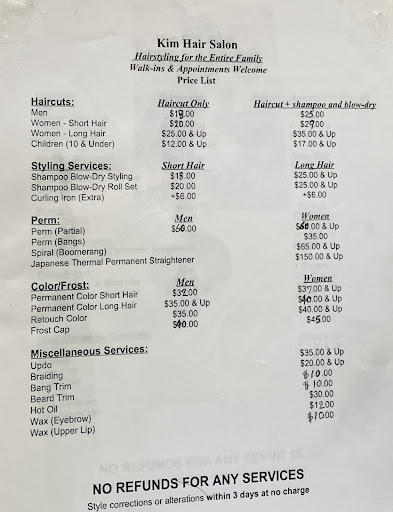 Kim Hair Salon
Hairstyling for the Entire Family
Walk-ins & Appointments Welcome
Price List
Haircuts: Haircut Only Haircut + shampoo and blow-dry
Men $18.00 $25.00
Women - Short Hair $20.00 $29.00
Women - Long Hair $25.00 & Up $35.00 & Up
Children (10 & Under) $12.00 & Up $17.00 & Up
Styling Services: Short Hair Long Hair
Shampoo Blow-Dry Styling $18.00 $25.00 & Up
Shampoo Blow-Dry Roll Set $20.00 $25.00 & Up
Curling Iron (Extra) +$6.00 +$6.00
Perm: Men Women
Perm (Partial) $60.00 $60.00 & Up
Perm (Bangs) $35.00
Spiral (Boomerang) $65.00 & Up
Japanese Thermal Permanent Straightener $150.00 & Up
Color/Frost: Men Women
Permanent Color Short Hair $32.00 $37.00 & Up
Permanent Color Long Hair $35.00 & Up $40.00 & Up
Retouch Color $35.00 $40.00 & Up
Frost Cap $40.00 $45.00
Miscellaneous Services:
Updo $35.00 & Up
Braiding $20.00 & Up
Bang Trim $10.00
Beard Trim $10.00
Hot Oil $30.00
Wax (Eyebrow) $12.00
Wax (Upper Lip) $10.00
NO REFUNDS FOR ANY SERVICES
Style corrections or alterations within 3 days at no charge